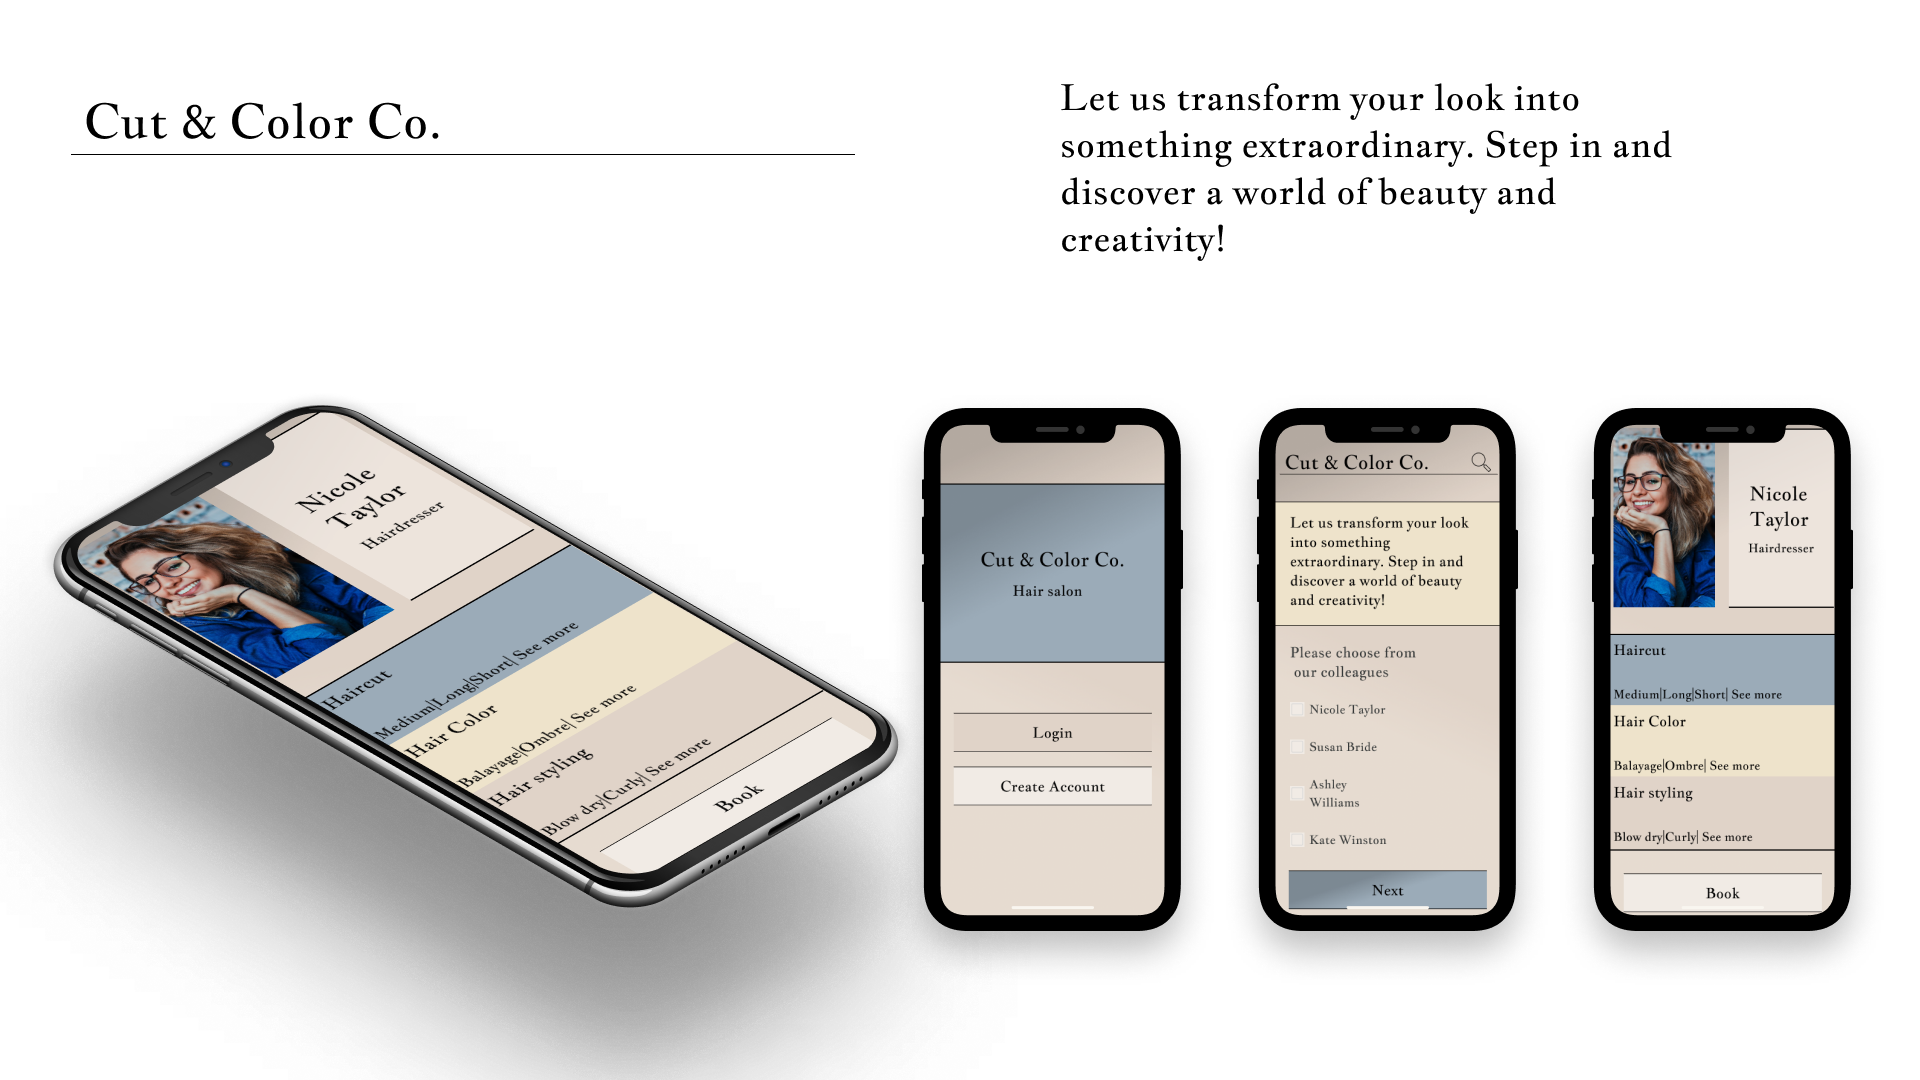 Cut & Color Co.
Let us transform your look into
something extraordinary. Step in and
discover a world of beauty and
creativity!
Nicole
Taylor
Hairdresser
Haircut
Medium|Long|Short| See more
Hair Color
Balayage|Ombre| See more
Hair styling
Blow dry|Curly| See more
Book
Cut & Color Co.
Hair salon
Login
Create Account
Cut & Color Co.
Let us transform your look
into something
extraordinary. Step in and
discover a world of beauty
and creativity!
Please choose from
our colleagues
Nicole Taylor
Susan Bride
Ashley
Williams
Kate Winston
Next
Nicole
Taylor
Hairdresser
Haircut
Medium|Long|Short| See more
Hair Color
Balayage|Ombre| See more
Hair styling
Blow dry|Curly| See more
Book